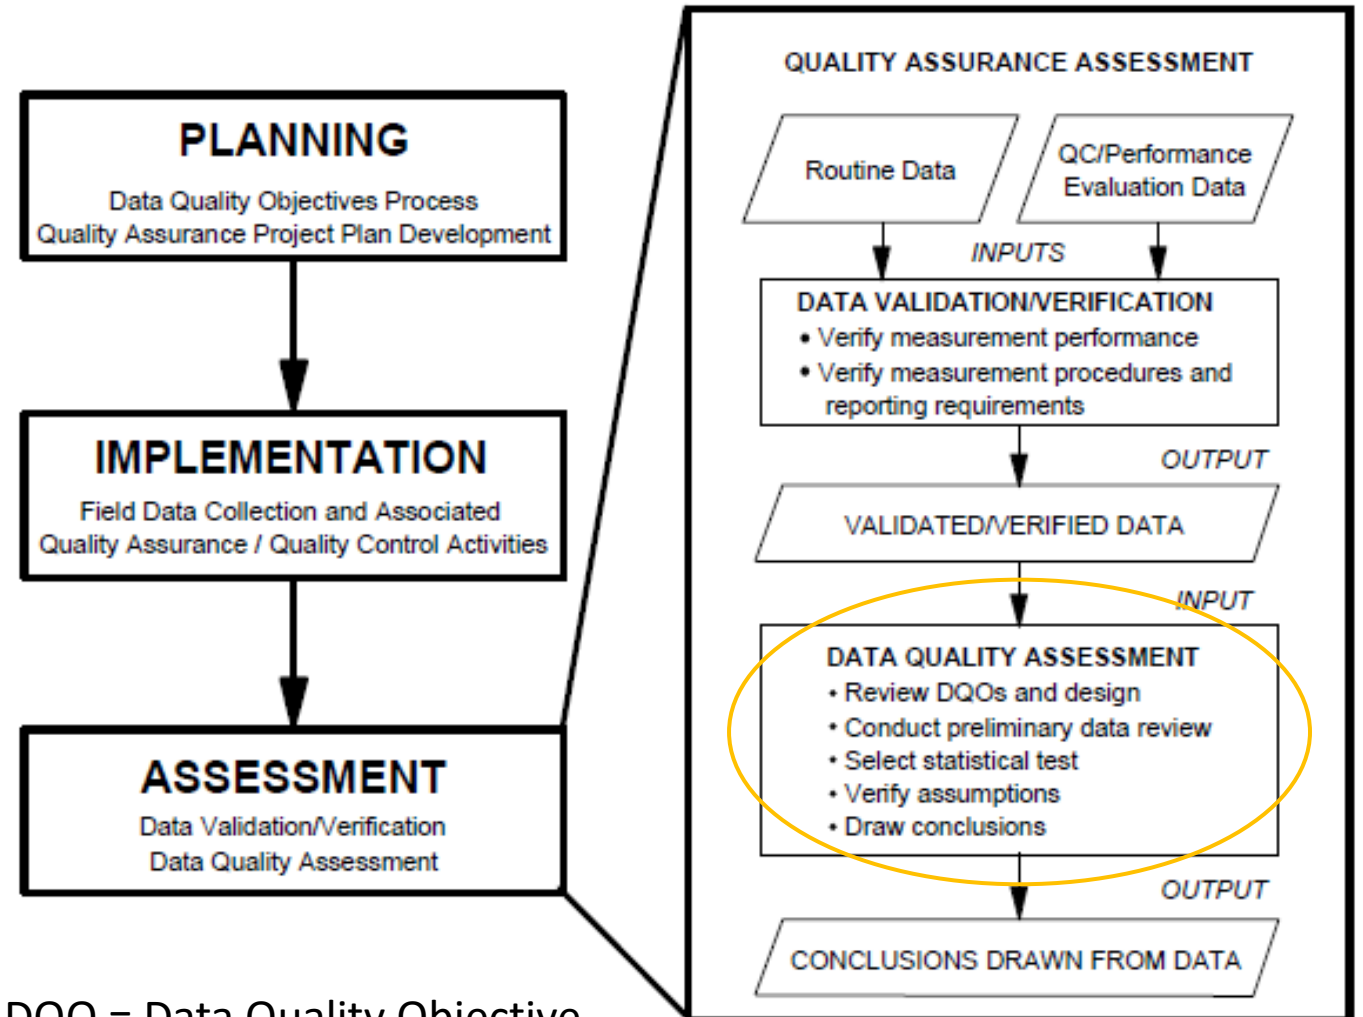 PLANNING
Data Quality Objectives Process
Quality Assurance Project Plan Development
IMPLEMENTATION
Field Data Collection and Associated
Quality Assurance / Quality Control Activities
ASSESSMENT
Data Validation/Verification
Data Quality Assessment
DQO = Data Quality Objective
QUALITY ASSURANCE ASSESSMENT
Routine Data
QC/Performance
Evaluation Data
INPUTS
DATA VALIDATION/VERIFICATION
• Verify measurement performance
• Verify measurement procedures and
reporting requirements
OUTPUT
VALIDATED/VERIFIED DATA
INPUT
DATA QUALITY ASSESSMENT
• Review DQOs and design
• Conduct preliminary data review
• Select statistical test
• Verify assumptions
• Draw conclusions
OUTPUT
CONCLUSIONS DRAWN FROM DATA